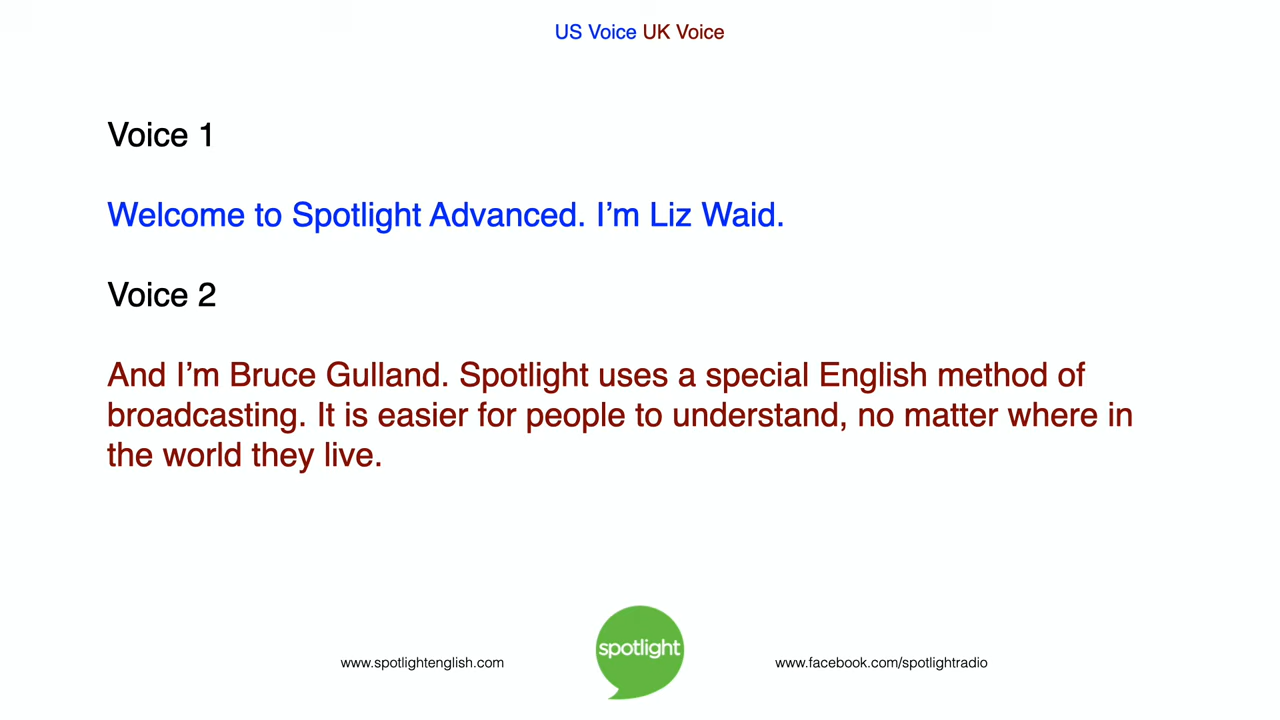 US Voice UK Voice
Voice 1
Welcome to Spotlight Advanced. I’m Liz Waid.
Voice 2
And I’m Bruce Gulland. Spotlight uses a special English method of
broadcasting. It is easier for people to understand, no matter where in
the world they live.
spotlight
www.spotlightenglish.com
www.facebook.com/spotlightradio